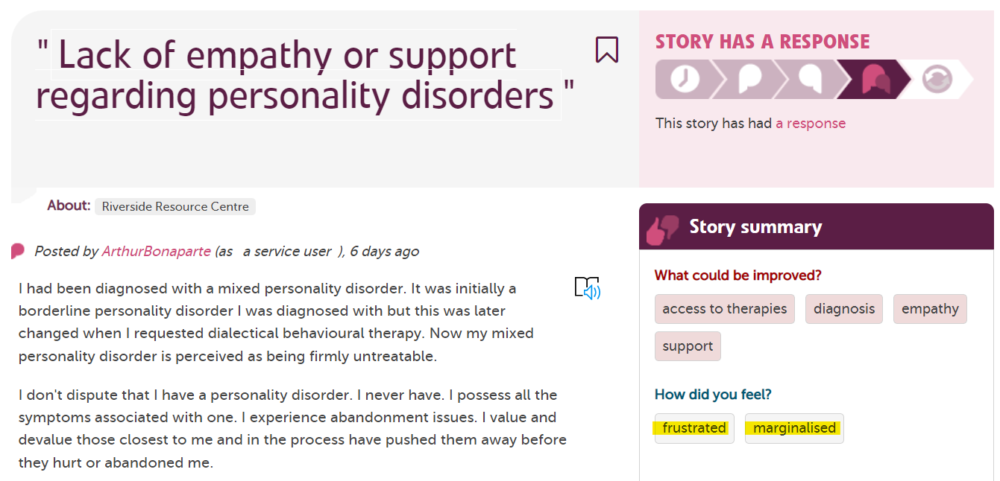 " Lack of empathy or support
regarding personality disorders "
STORY HAS A RESPONSE
This story has had a response
About: Riverside Resource Centre
Posted by ArthurBonaparte (as a service user ), 6 days ago
I had been diagnosed with a mixed personality disorder. It was initially a
borderline personality disorder I was diagnosed with but this was later
changed when I requested dialectical behavioural therapy. Now my mixed
personality disorder is perceived as being firmly untreatable.
I don't dispute that I have a personality disorder. I never have. I possess all the
symptoms associated with one. I experience abandonment issues. I value and
devalue those closest to me and in the process have pushed them away before
they hurt or abandoned me.
Story summary
What could be improved?
access to therapies diagnosis empathy
support
How did you feel?
frustrated marginalised